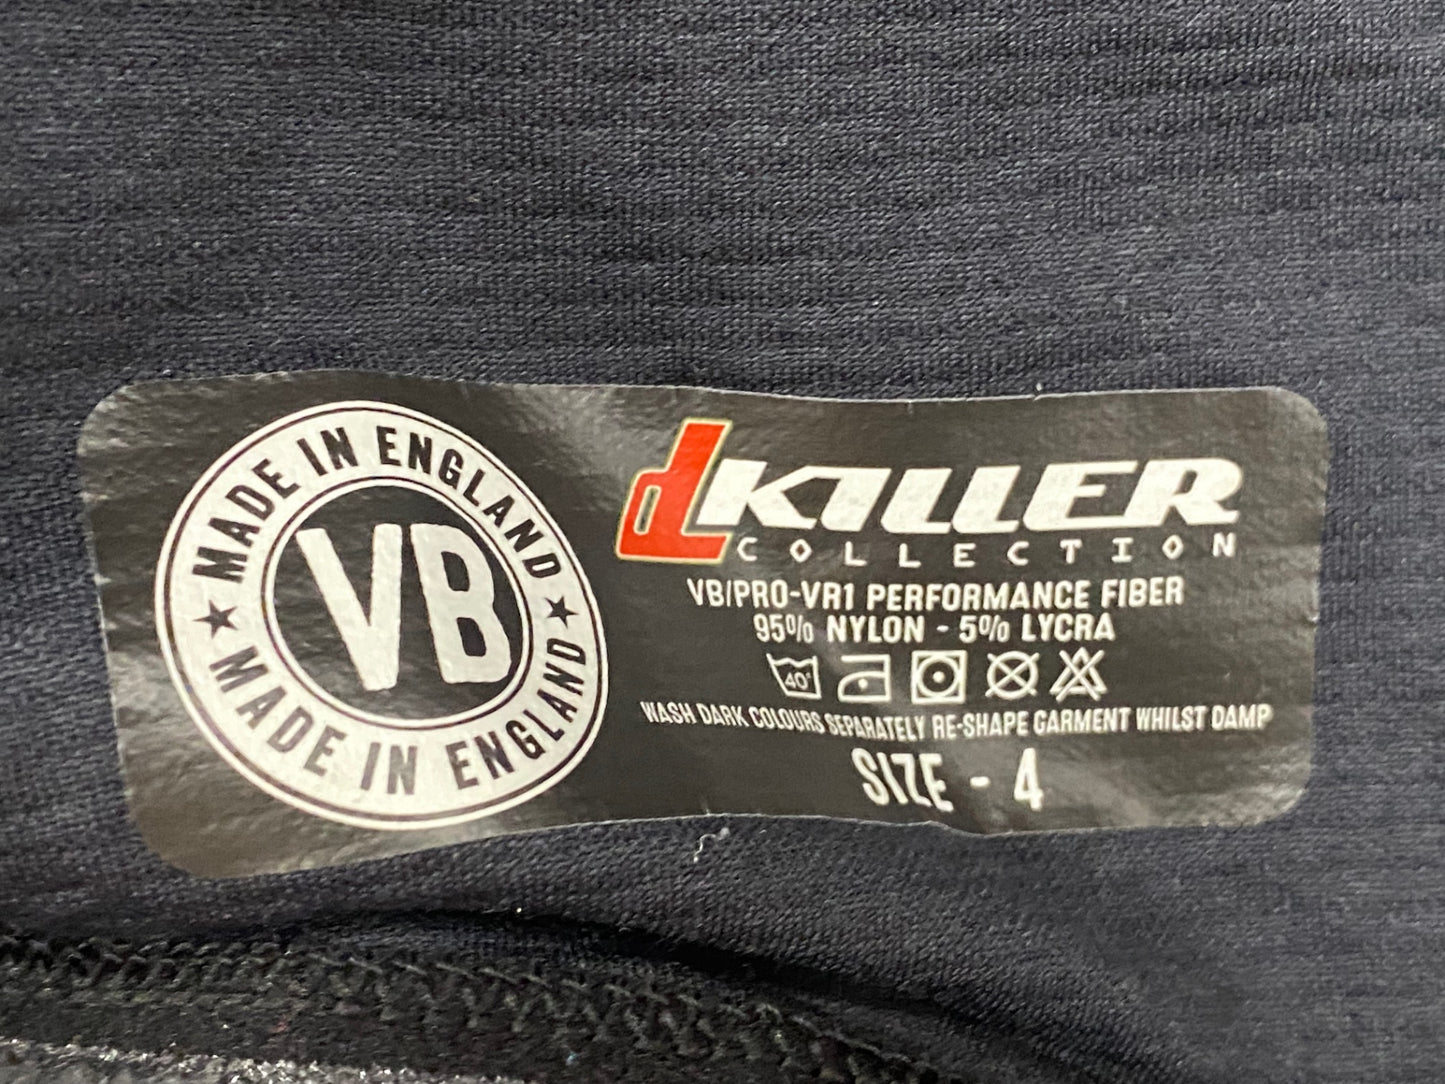 MADE IN ENGLAND
VB
MADE IN ENGLAND
dKILLER
COLLECTION
VB/PRO-VR1 PERFORMANCE FIBER
95% NYLON - 5% LYCRA
40°
WASH DARK COLOURS SEPARATELY RE-SHAPE GARMENT WHILST DAMP
SIZE - 4